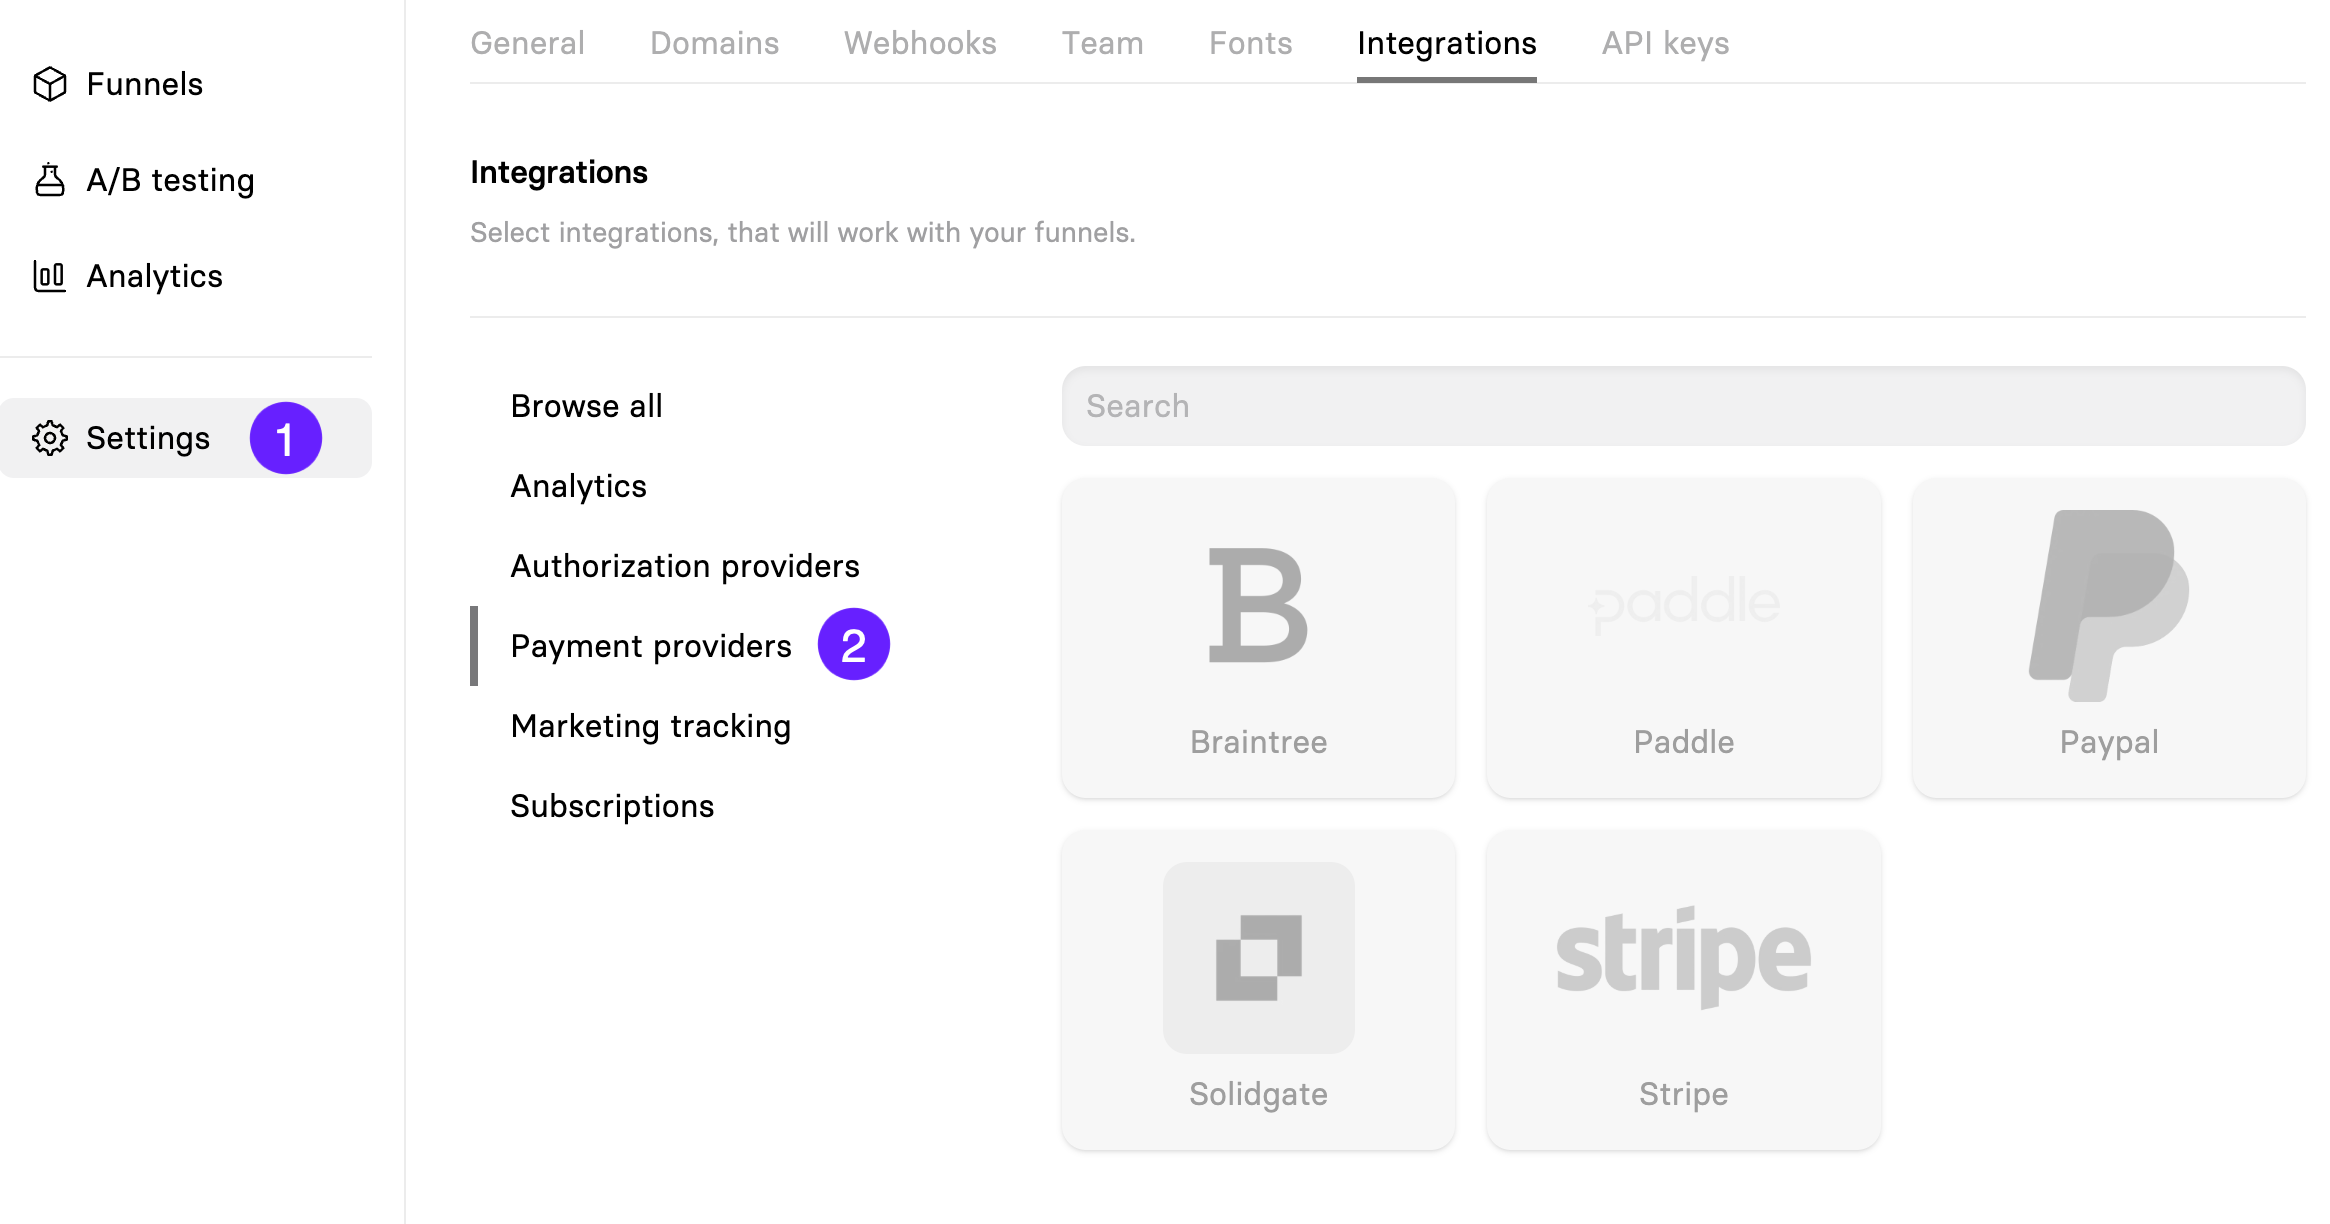 Funnels
A/B testing
Analytics
Settings
1
General Domains Webhooks Team Fonts Integrations API keys
Integrations
Select integrations, that will work with your funnels.
Browse all
Analytics
Authorization providers
Payment providers
2
Marketing tracking
Subscriptions
Search
B
paddle
Braintree Paddle Paypal
stripe
Solidgate Stripe